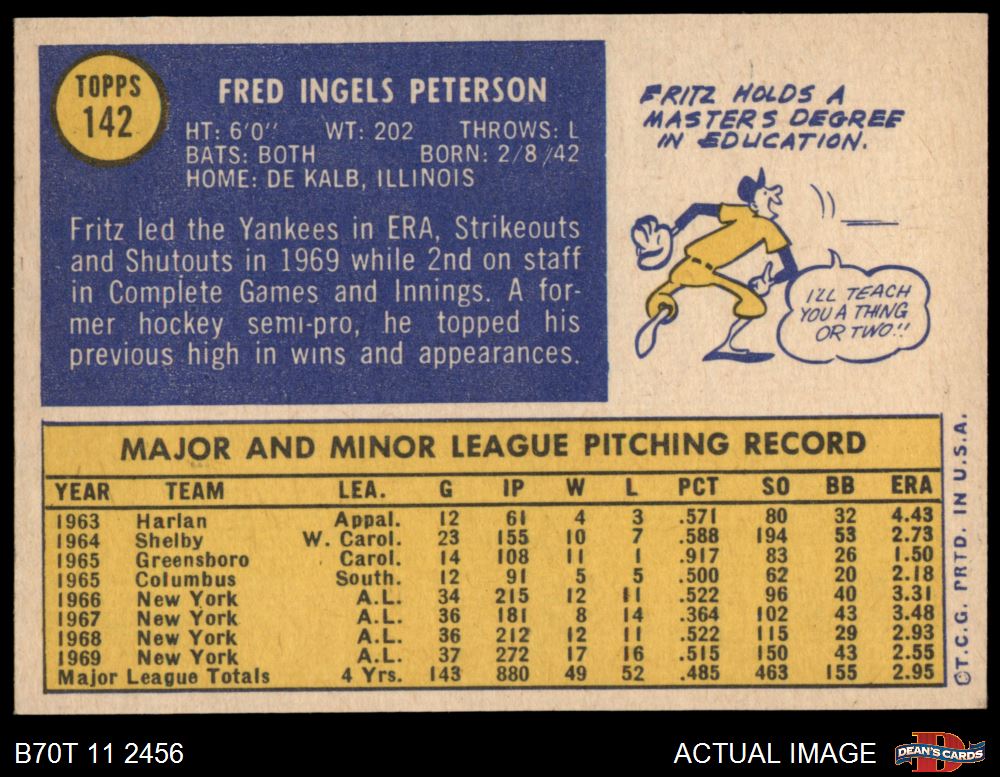 TOPPS
142
FRED INGELS PETERSON
HT: 6'0" WT: 202 THROWS: L
BATS: BOTH BORN: 2/8/42
HOME: DE KALB, ILLINOIS
Fritz led the Yankees in ERA, Strikeouts
and Shutouts in 1969 while 2nd on staff
in Complete Games and Innings. A for-
mer hockey semi-pro, he topped his
previous high in wins and appearances.
FRITZ HOLDS A
MASTERS DEGREE
IN EDUCATION.
I'LL TEACH
YOU A THING
OR TWO!!
MAJOR AND MINOR LEAGUE PITCHING RECORD
YEAR TEAM LEA. G IP W L PCT SO BB ERA
1963 Harlan Appal. 12 61 4 3 .571 80 32 4.43
1964 Shelby W. Carol. 23 155 10 7 .588 194 53 2.73
1965 Greensboro Carol. 14 108 11 1 .917 83 26 1.50
1965 Columbus South. 12 91 5 5 .500 62 20 2.18
1966 New York A.L. 34 215 12 11 .522 96 40 3.31
1967 New York A.L. 36 181 8 14 .364 102 43 3.48
1968 New York A.L. 36 212 12 11 .522 115 29 2.93
1969 New York A.L. 37 272 17 16 .515 150 43 2.55
Major League Totals 4 Yrs. 143 880 49 52 .485 463 155 2.95
©T.C.G. PRTD. IN U.S.A.
B70T 11 2456
ACTUAL IMAGE
D
DEAN'S CARDS